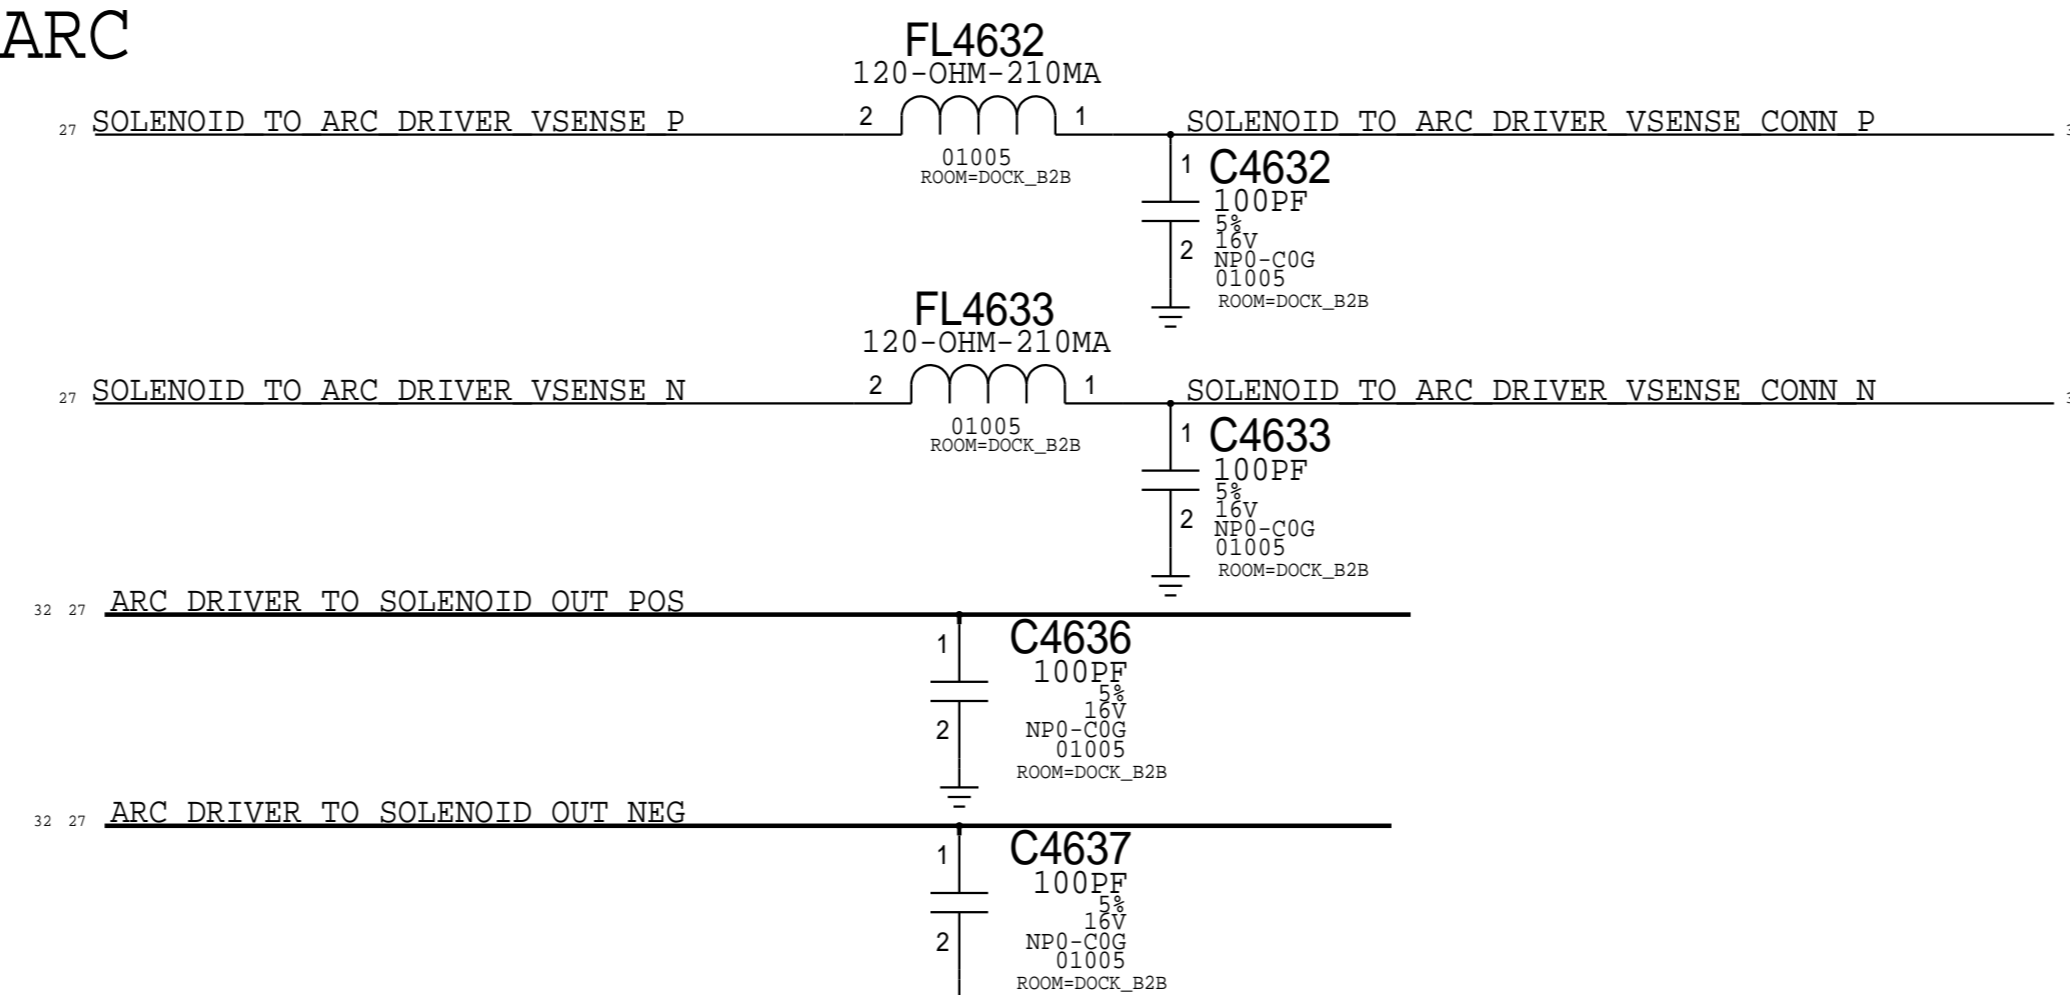 ARC
FL4632
120-OHM-210MA
27 SOLENOID_TO_ARC_DRIVER_VSENSE_P 2 1 SOLENOID_TO_ARC_DRIVER_VSENSE_CONN_P
01005
ROOM=DOCK_B2B
1 C4632
100PF
5%
16V
2 NP0-C0G
01005
ROOM=DOCK_B2B
FL4633
120-OHM-210MA
27 SOLENOID_TO_ARC_DRIVER_VSENSE_N 2 1 SOLENOID_TO_ARC_DRIVER_VSENSE_CONN_N
01005
ROOM=DOCK_B2B
1 C4633
100PF
5%
16V
2 NP0-C0G
01005
ROOM=DOCK_B2B
32 27 ARC_DRIVER_TO_SOLENOID_OUT_POS
1 C4636
100PF
5%
16V
2 NP0-C0G
01005
ROOM=DOCK_B2B
32 27 ARC_DRIVER_TO_SOLENOID_OUT_NEG
1 C4637
100PF
5%
16V
2 NP0-C0G
01005
ROOM=DOCK_B2B